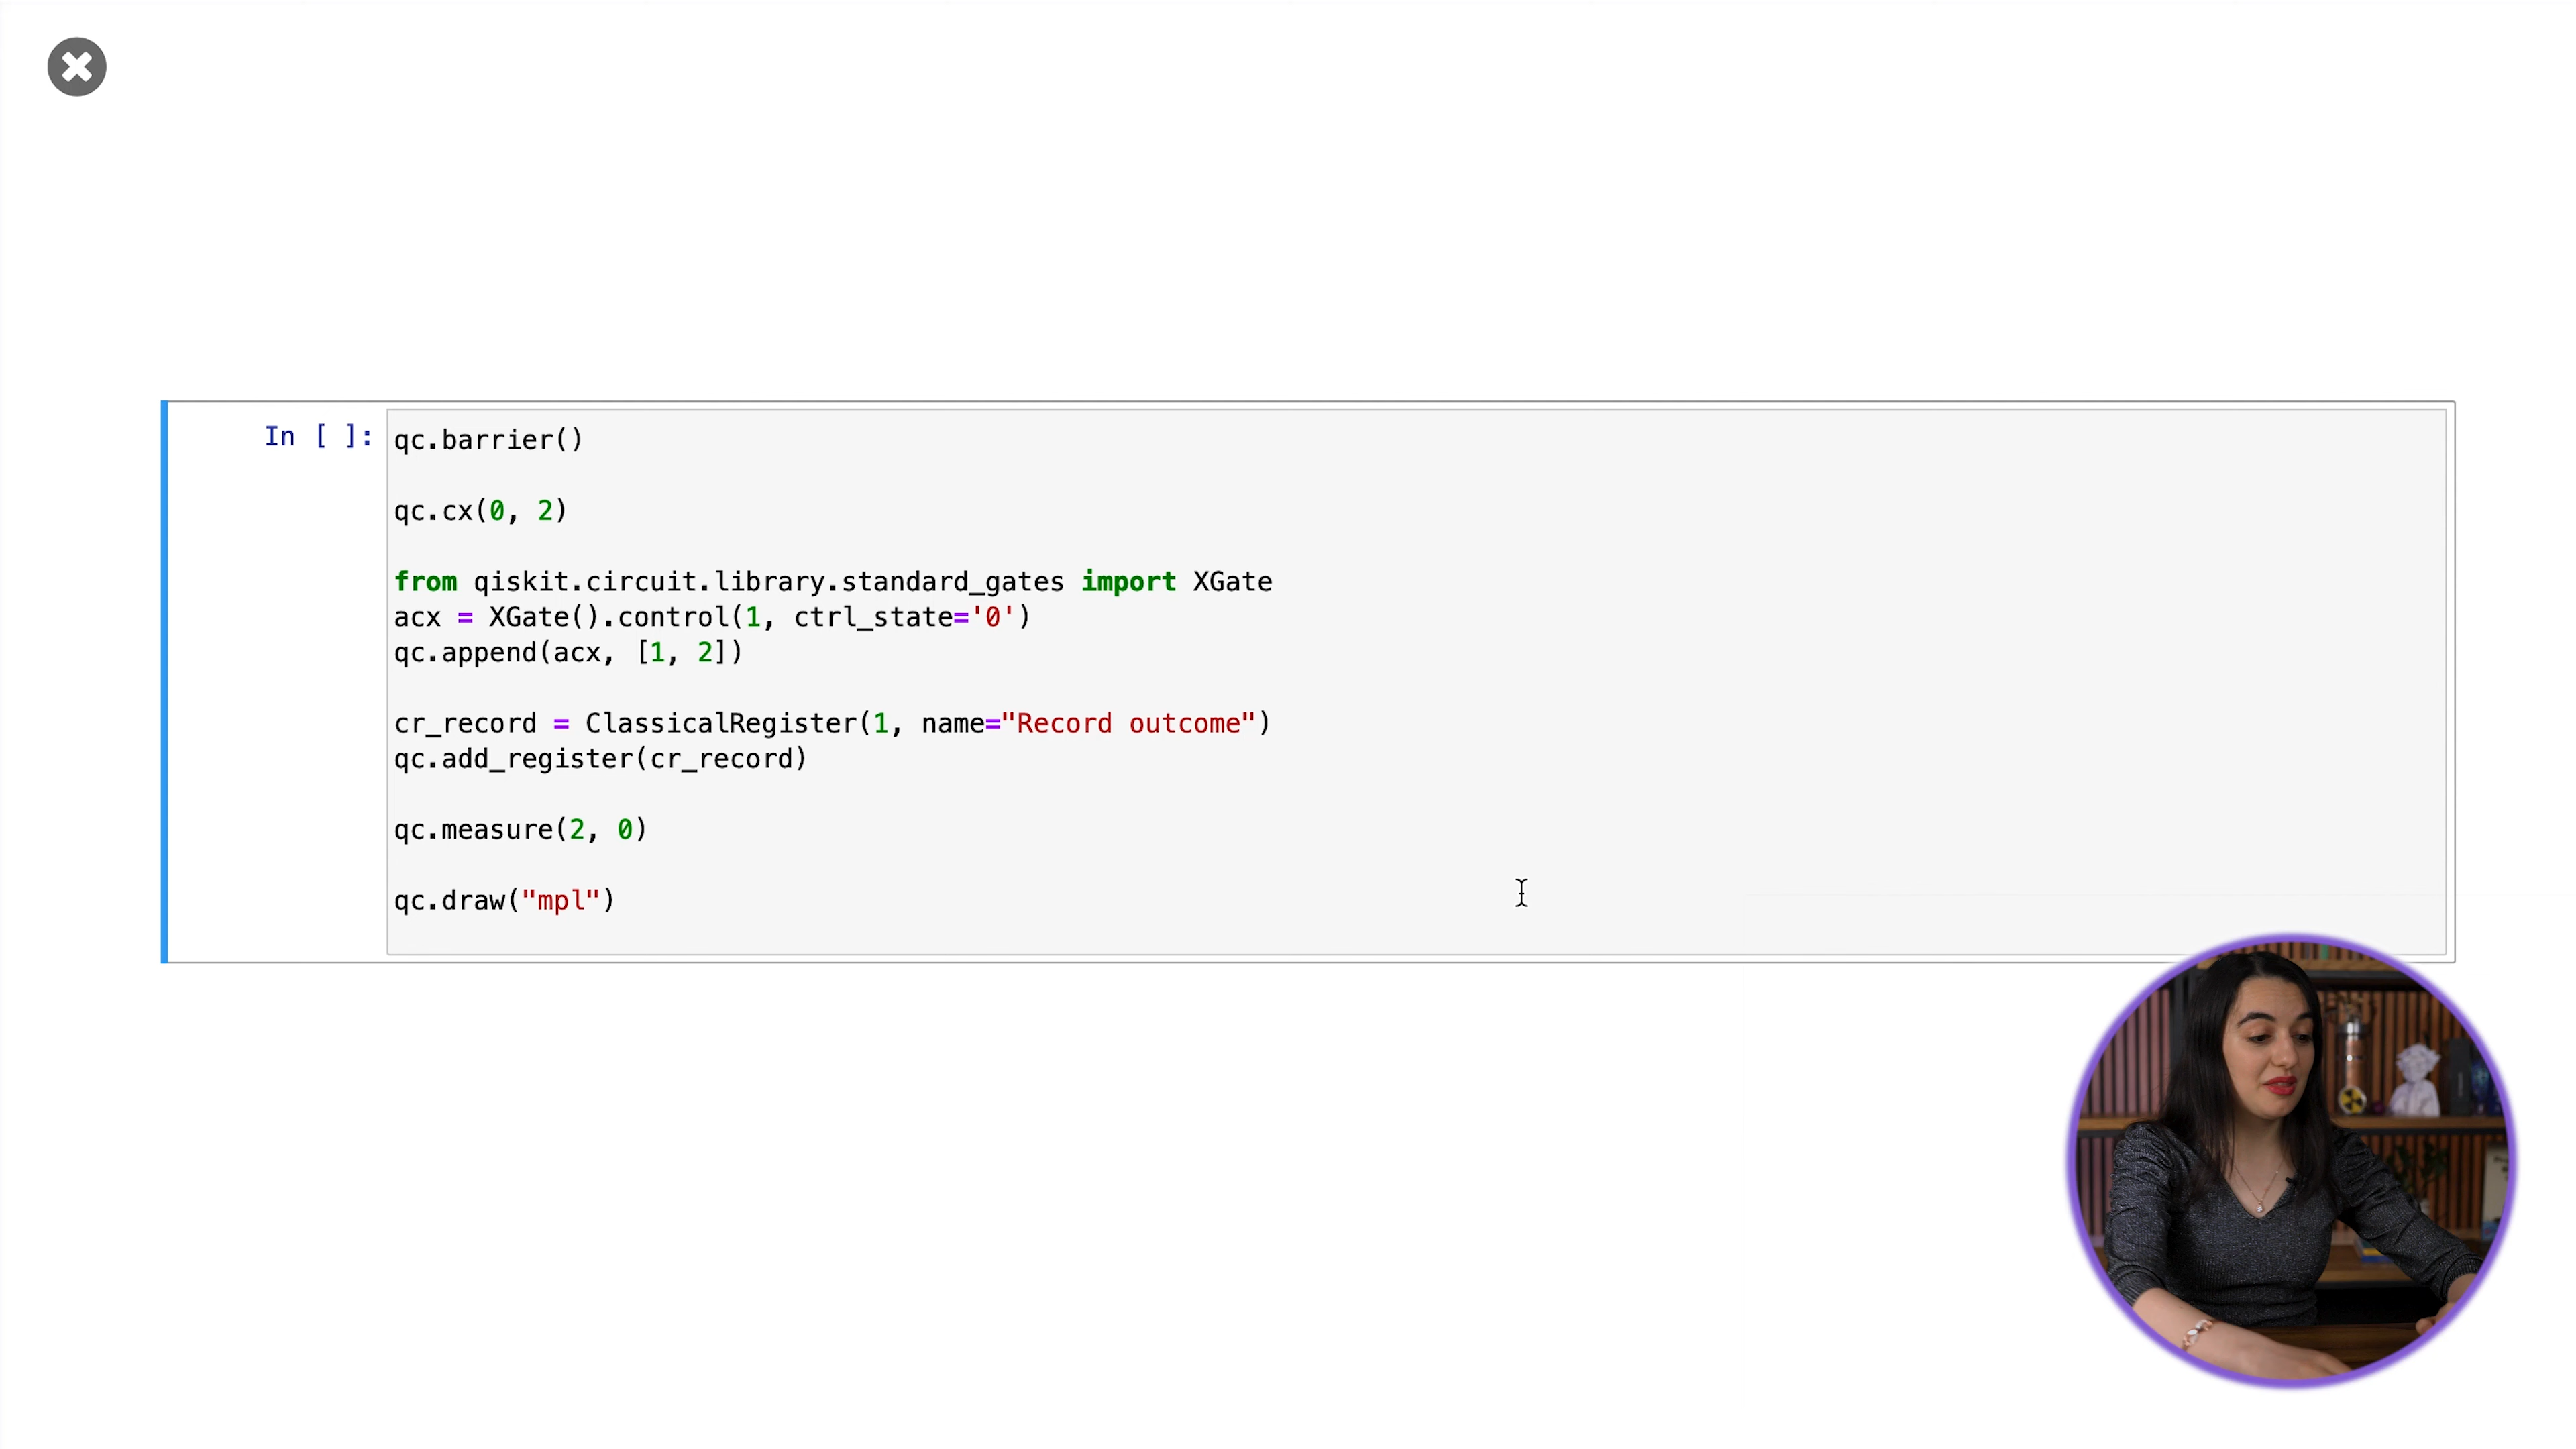 In [ ]:
qc.barrier()
qc.cx(0, 2)
from qiskit.circuit.library.standard_gates import XGate
acx = XGate().control(1, ctrl_state='0')
qc.append(acx, [1, 2])
cr_record = ClassicalRegister(1, name="Record outcome")
qc.add_register(cr_record)
qc.measure(2, 0)
qc.draw("mpl")